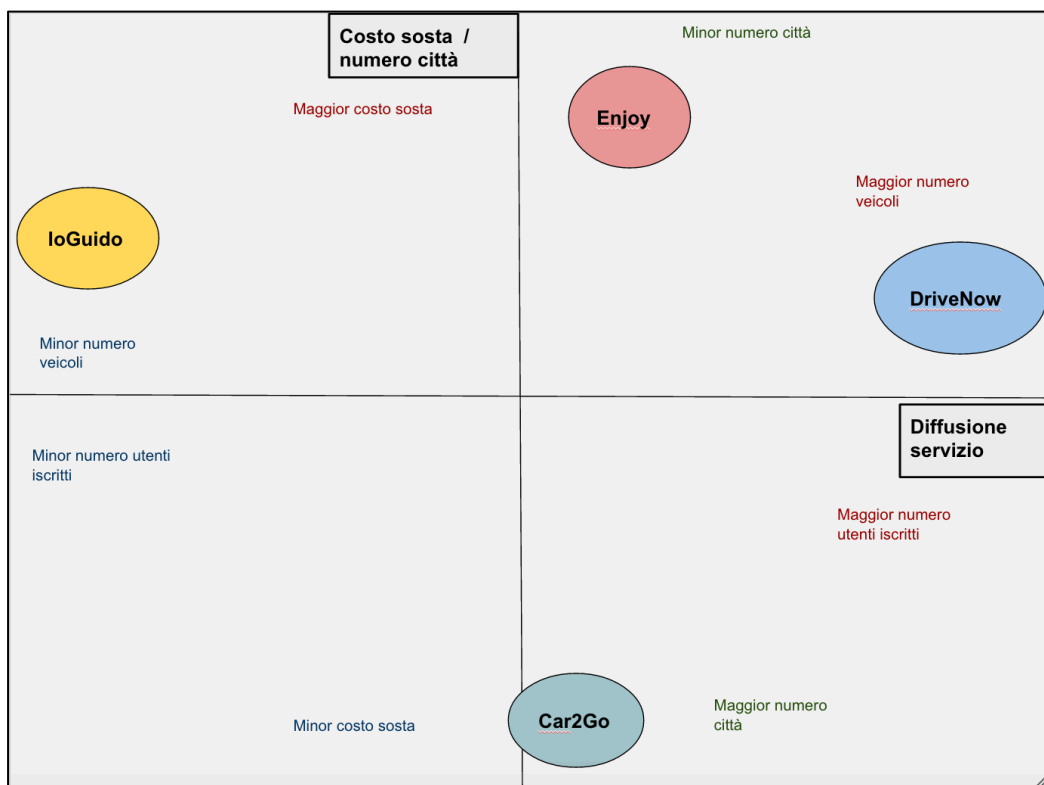 Costo sosta  /
numero città
Minor numero città
Maggior costo sosta
Enjoy
Maggior numero
veicoli
IoGuido
DriveNow
Minor numero
veicoli
Diffusione
servizio
Minor numero utenti
iscritti
Maggior numero
utenti iscritti
Maggior numero
città
Minor costo sosta
Car2Go